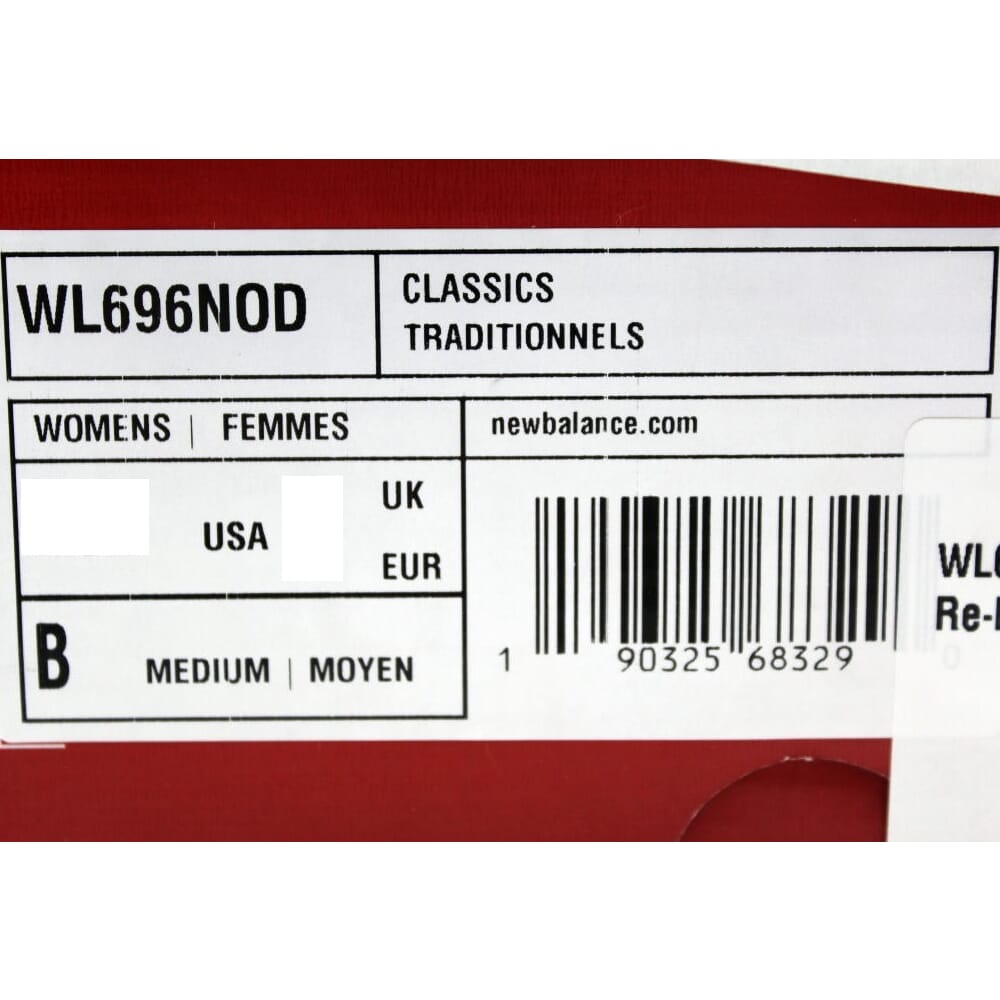 WL696NOD
CLASSICS
TRADITIONNELS
WOMENS | FEMMES
newbalance.com
USA
UK
EUR
B
MEDIUM | MOYEN
1 90325 68329 0
WL
Re-